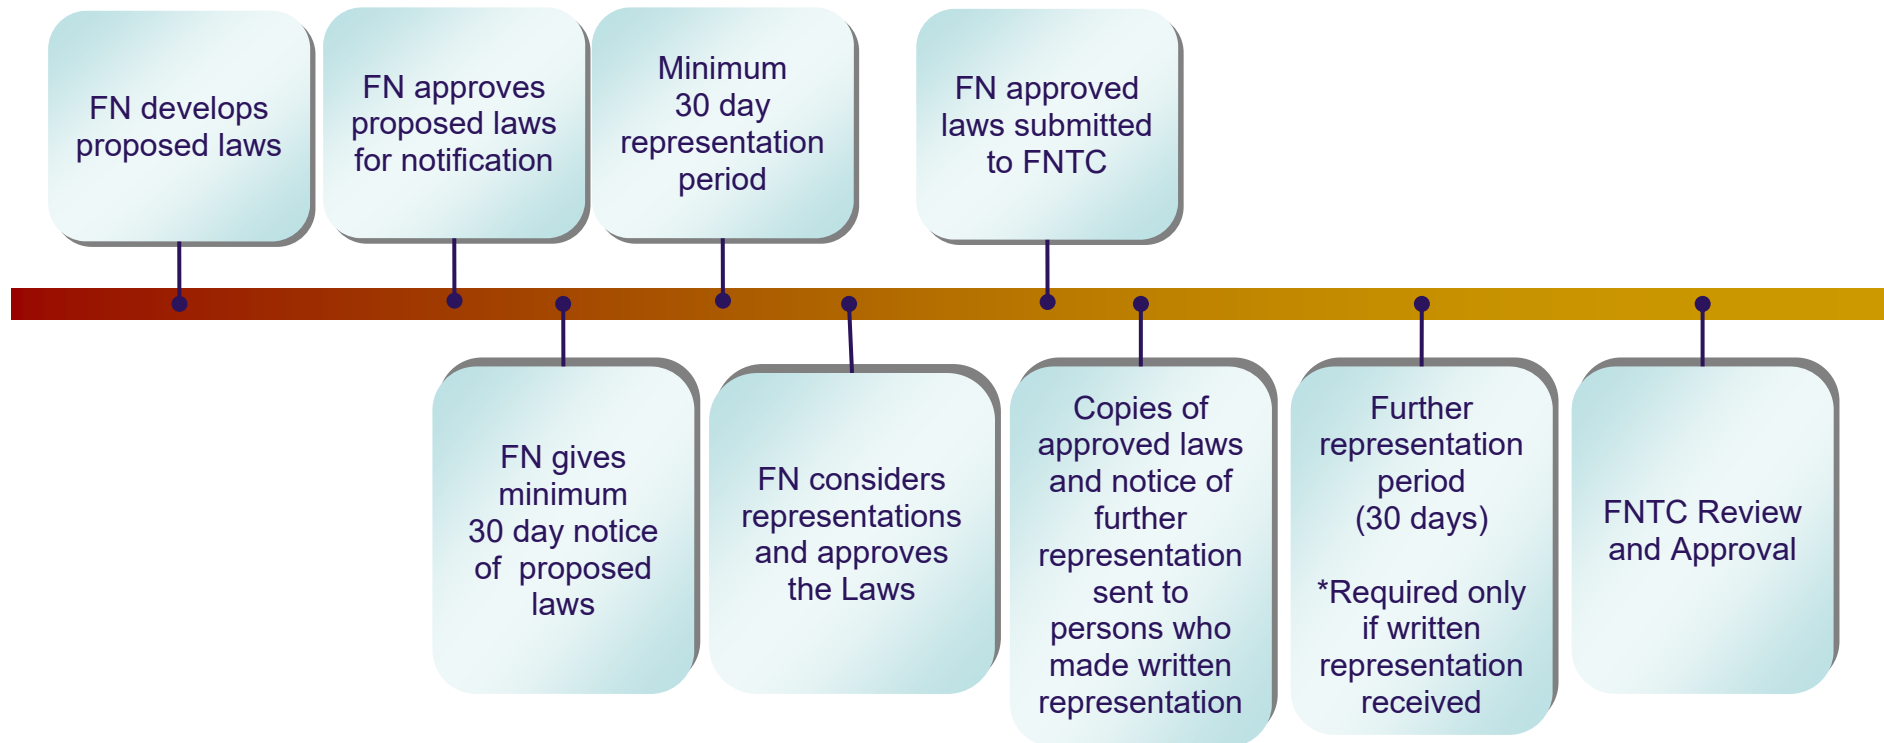 FN develops
proposed laws
FN approves
proposed laws
for notification
Minimum
30 day
representation
period
FN approved
laws submitted
to FNTC
FN gives
minimum
30 day notice
of  proposed
laws
FN considers
representations
and approves
the Laws
Copies of
approved laws
and notice of
further
representation
sent to
persons who
made written
representation
Further
representation
period
(30 days)
*Required only
if written
representation
received
FNTC Review
and Approval